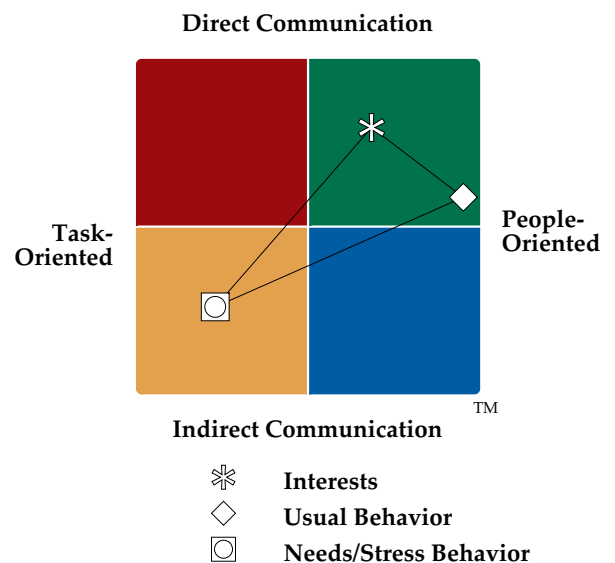 Direct Communication
Task-
Oriented
People-
Oriented
TM
Indirect Communication
Interests
Usual Behavior
Needs/Stress Behavior